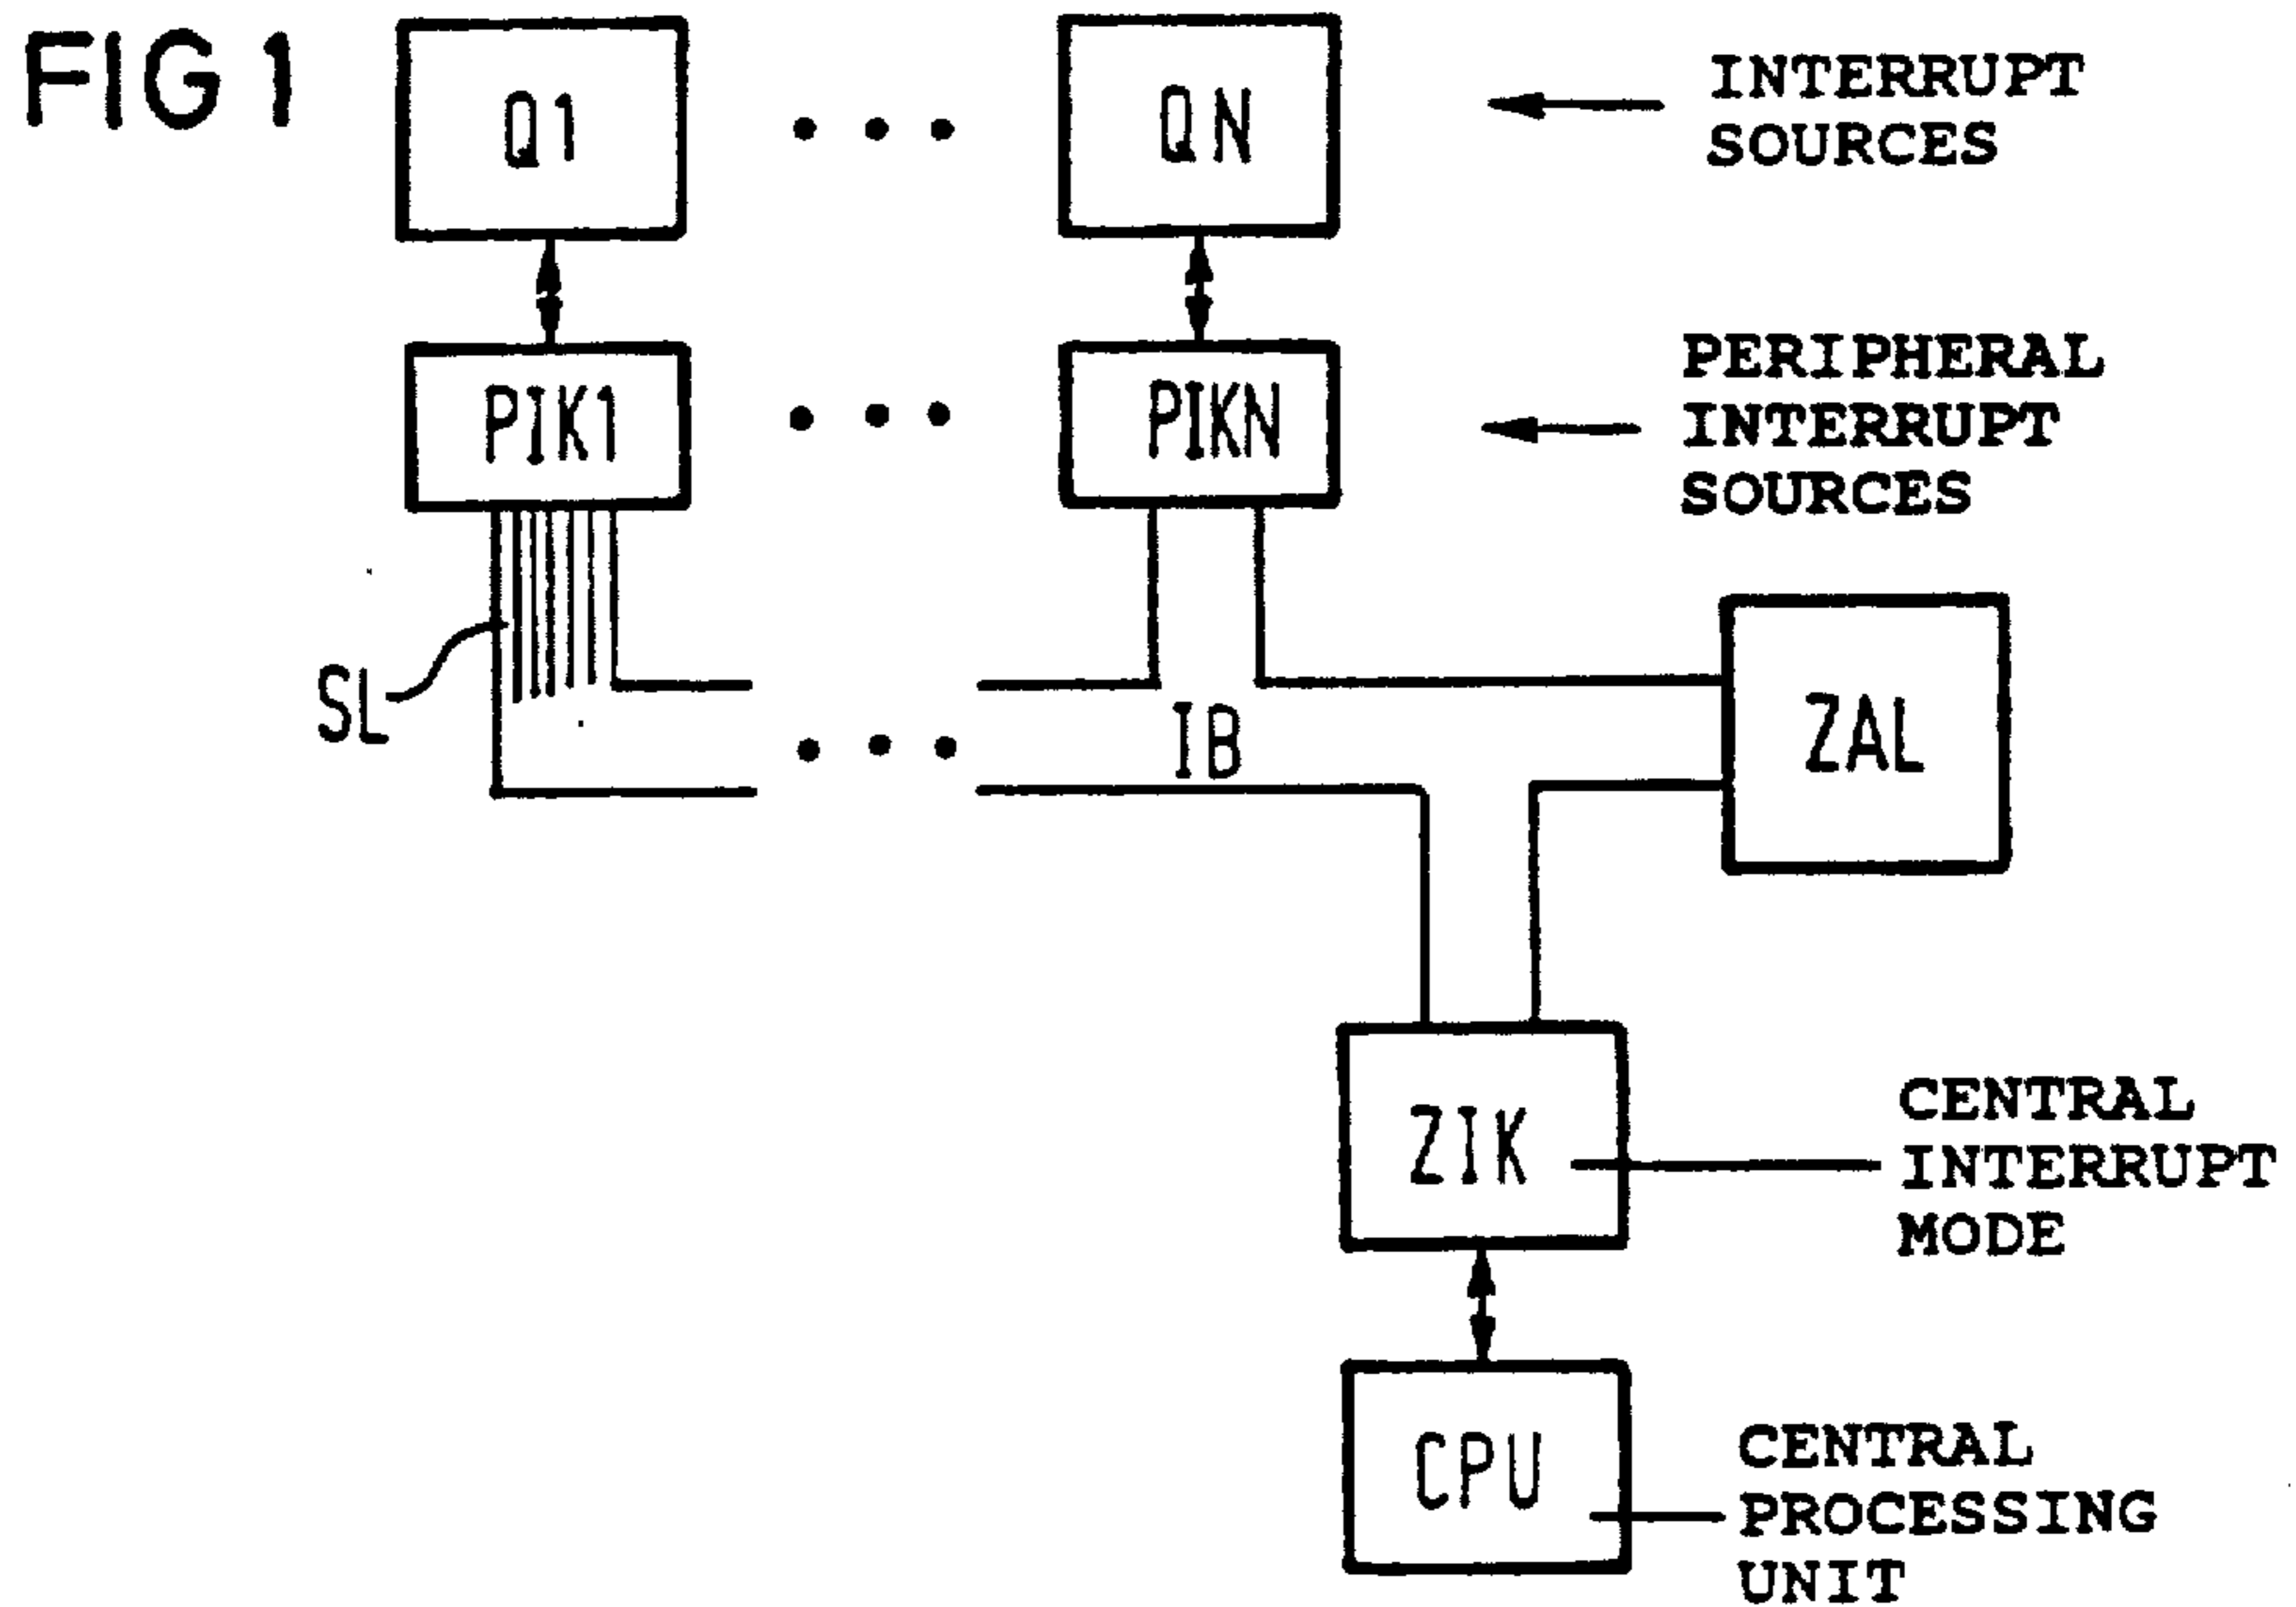 FIG 1
Q1
QN
INTERRUPT
SOURCES
PIK1
PIKN
PERIPHERAL
INTERRUPT
SOURCES
SL
IB
ZAL
ZIK
CENTRAL
INTERRUPT
MODE
CPU
CENTRAL
PROCESSING
UNIT